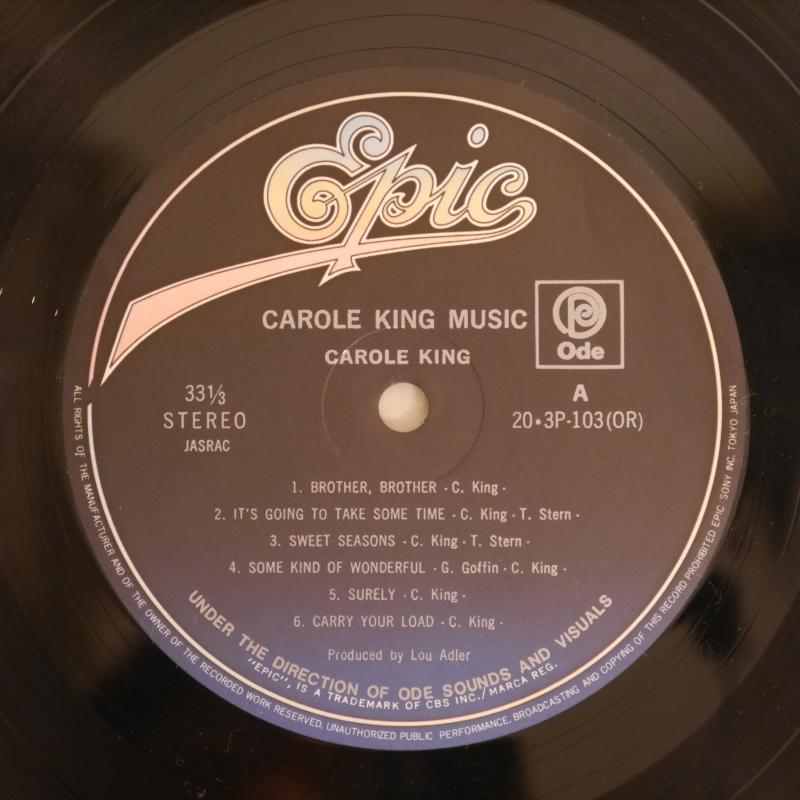 Epic
CAROLE KING MUSIC
CAROLE KING
Ode
33⅓
STEREO
JASRAC
A
20•3P-103(OR)
1. BROTHER, BROTHER - C. King -
2. IT'S GOING TO TAKE SOME TIME - C. King - T. Stern -
3. SWEET SEASONS - C. King - T. Stern -
4. SOME KIND OF WONDERFUL - G. Goffin - C. King -
5. SURELY - C. King -
6. CARRY YOUR LOAD - C. King -
Produced by Lou Adler
UNDER THE DIRECTION OF ODE SOUNDS AND VISUALS
"EPIC", IS A TRADEMARK OF CBS INC./MARCA REG.
ALL RIGHTS OF THE MANUFACTURER AND OF THE OWNER OF THE RECORDED WORK RESERVED. UNAUTHORIZED PUBLIC PERFORMANCE, BROADCASTING AND COPYING OF THIS RECORD PROHIBITED EPIC/SONY INC. TOKYO JAPAN